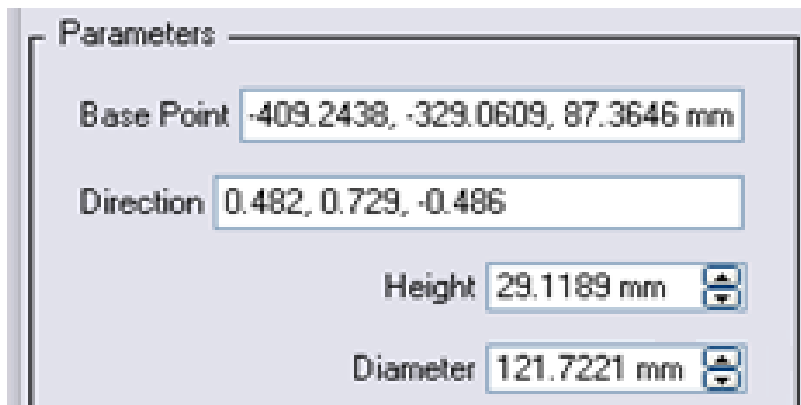 Parameters
Base Point -409.2438, -329.0609, 87.3646 mm
Direction 0.482, 0.729, -0.486
Height 29.1189 mm
Diameter 121.7221 mm